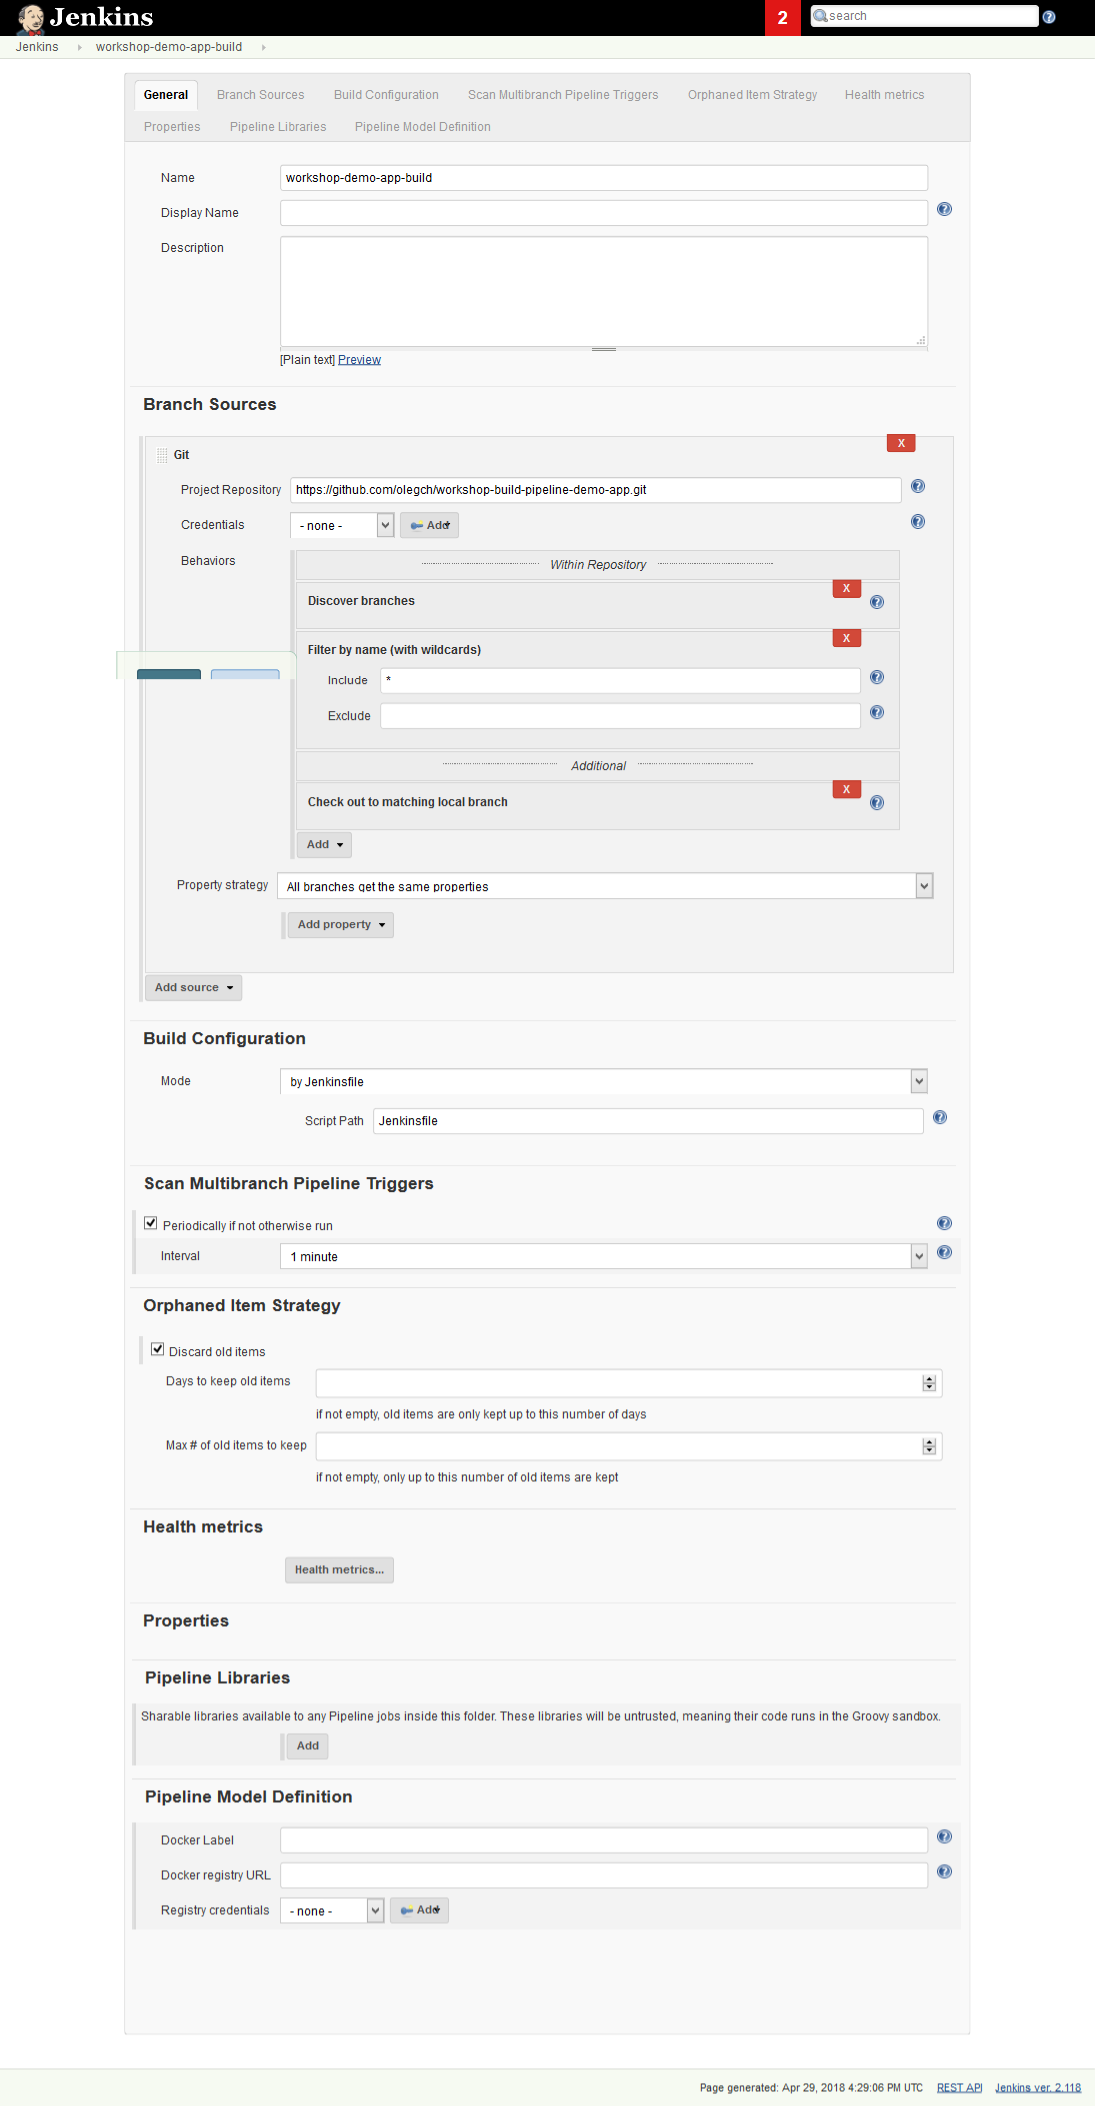 Jenkins
2
search
Jenkins
workshop-demo-app-build
General
Branch Sources
Build Configuration
Scan Multibranch Pipeline Triggers
Orphaned Item Strategy
Health metrics
Properties
Pipeline Libraries
Pipeline Model Definition
Name
workshop-demo-app-build
Display Name
Description
[Plain text] Preview
Branch Sources
X
Git
Project Repository
https://github.com/olegch/workshop-build-pipeline-demo-app.git
Credentials
- none -
Add
Behaviors
Within Repository
X
Discover branches
X
Filter by name (with wildcards)
Include
*
Exclude
Additional
X
Check out to matching local branch
Add
Property strategy
All branches get the same properties
Add property
Add source
Build Configuration
Mode
by Jenkinsfile
Script Path
Jenkinsfile
Scan Multibranch Pipeline Triggers
Periodically if not otherwise run
Interval
1 minute
Orphaned Item Strategy
Discard old items
Days to keep old items
if not empty, old items are only kept up to this number of days
Max # of old items to keep
if not empty, only up to this number of old items are kept
Health metrics
Health metrics...
Properties
Pipeline Libraries
Sharable libraries available to any Pipeline jobs inside this folder. These libraries will be untrusted, meaning their code runs in the Groovy sandbox.
Add
Pipeline Model Definition
Docker Label
Docker registry URL
Registry credentials
- none -
Add
Page generated: Apr 29, 2018 4:29:06 PM UTC
REST API
Jenkins ver. 2.118